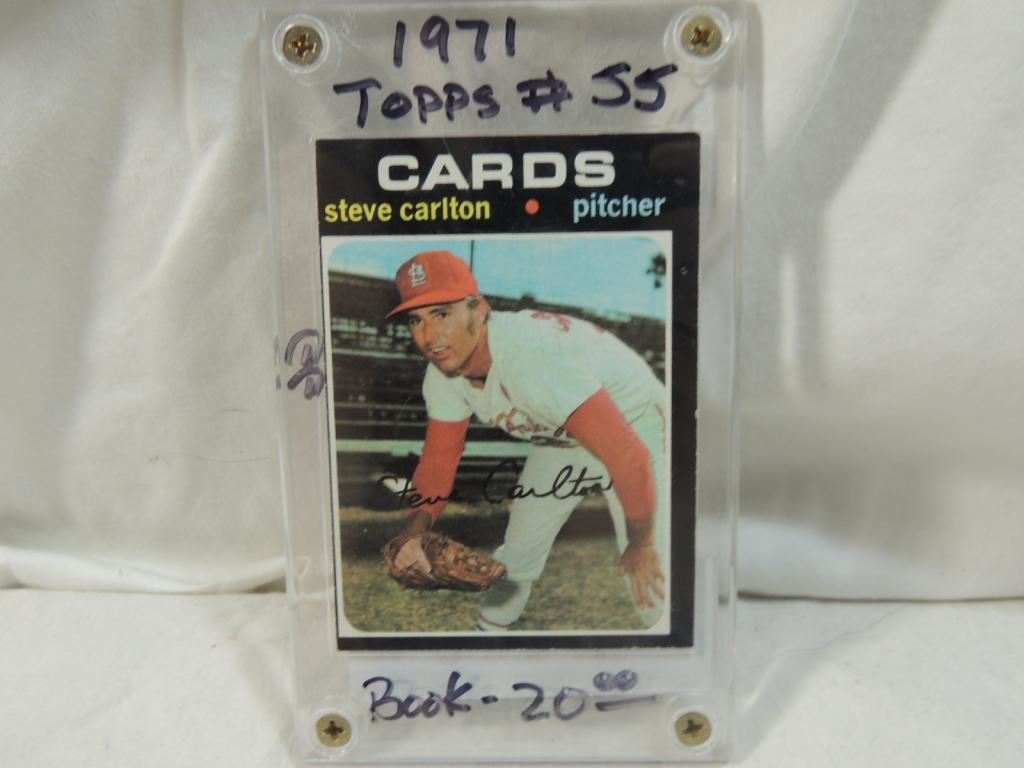 1971
Topps # 55
CARDS
steve carlton • pitcher
Steve Carlton
Book - 20 00